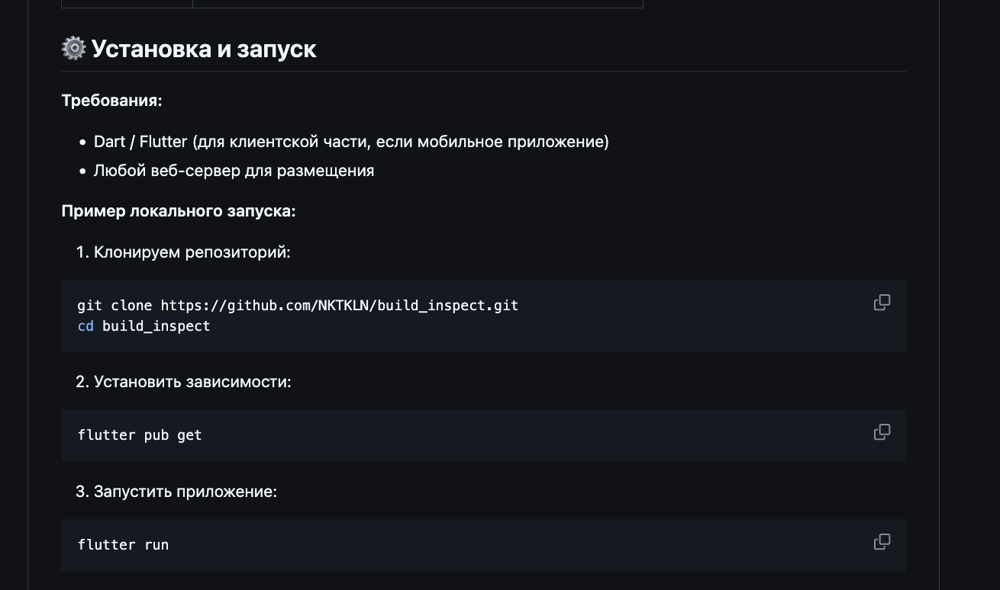 Установка и запуск
Требования:
• Dart / Flutter (для клиентской части, если мобильное приложение)
• Любой веб-сервер для размещения
Пример локального запуска:
1. Клонируем репозиторий:
git clone https://github.com/NKTKLN/build_inspect.git
cd build_inspect
2. Установить зависимости:
flutter pub get
3. Запустить приложение:
flutter run